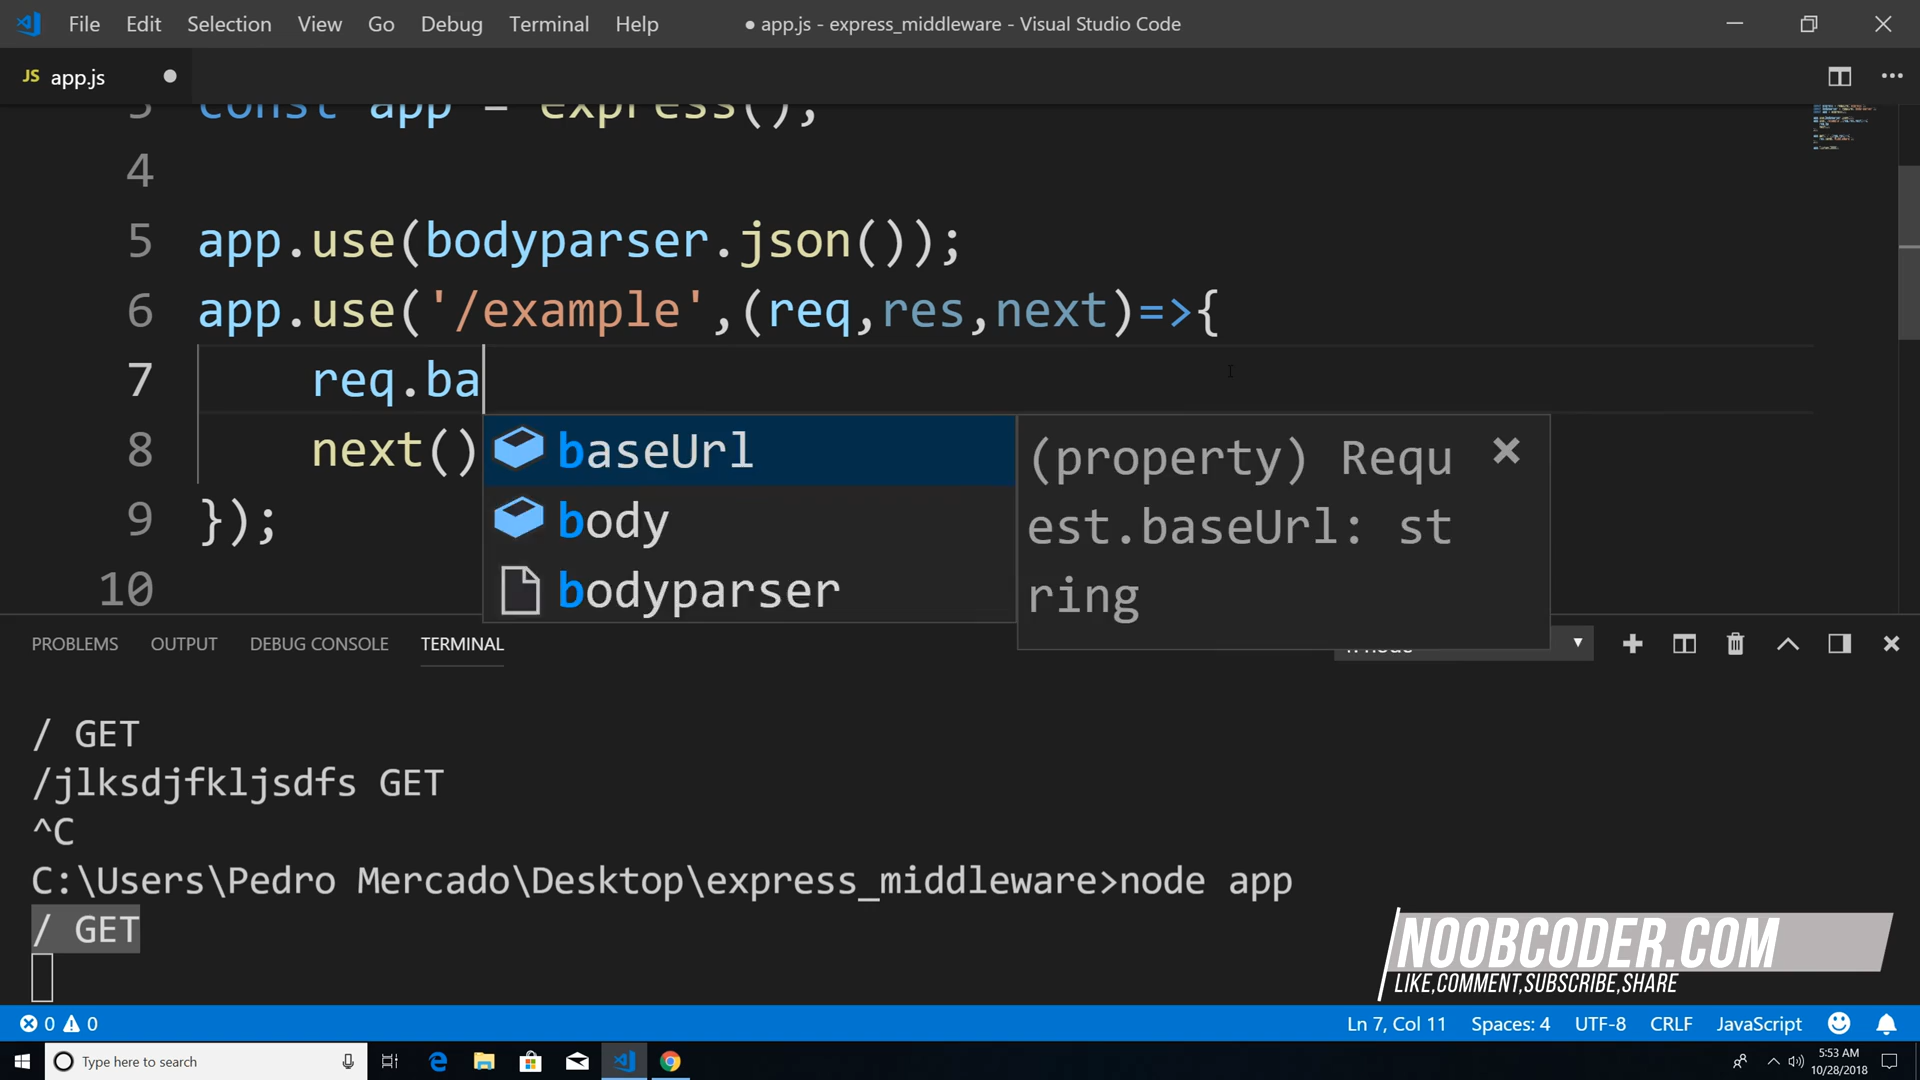 File Edit Selection View Go Debug Terminal Help ● app.js - express_middleware - Visual Studio Code
JS app.js
3 const app = express();
4
5 app.use(bodyparser.json());
6 app.use('/example',(req,res,next)=>{
7 req.ba
8 next()
9 });
10
baseUrl
body
bodyparser
(property) Requ
est.baseUrl: st
ring
PROBLEMS OUTPUT DEBUG CONSOLE TERMINAL
/ GET
/jlksdjfkljsdfs GET
^C
C:\Users\Pedro Mercado\Desktop\express_middleware>node app
/ GET
NOOBCODER.COM
LIKE,COMMENT,SUBSCRIBE,SHARE
0 0 Ln 7, Col 11 Spaces: 4 UTF-8 CRLF JavaScript
Type here to search
5:53 AM
10/28/2018